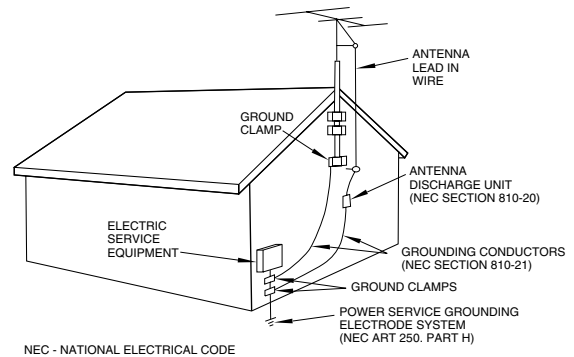 ANTENNA
LEAD IN
WIRE
GROUND
CLAMP
ANTENNA
DISCHARGE UNIT
(NEC SECTION 810-20)
ELECTRIC
SERVICE
EQUIPMENT
GROUNDING CONDUCTORS
(NEC SECTION 810-21)
GROUND CLAMPS
POWER SERVICE GROUNDING
ELECTRODE SYSTEM
(NEC ART 250. PART H)
NEC - NATIONAL ELECTRICAL CODE